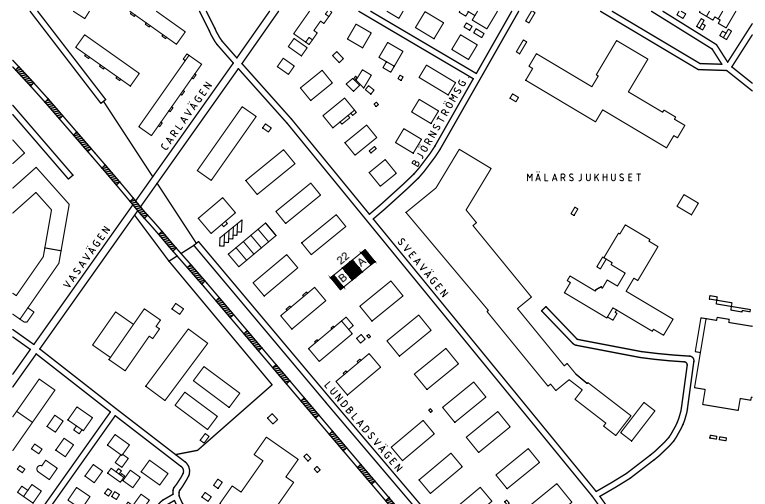 CARLAVÄGEN
BJÖRNSTRÖMSG
MÄLARSJUKHUSET
VASAVÄGEN
SVEAVÄGEN
22
B A
LUNDBLADSVÄGEN